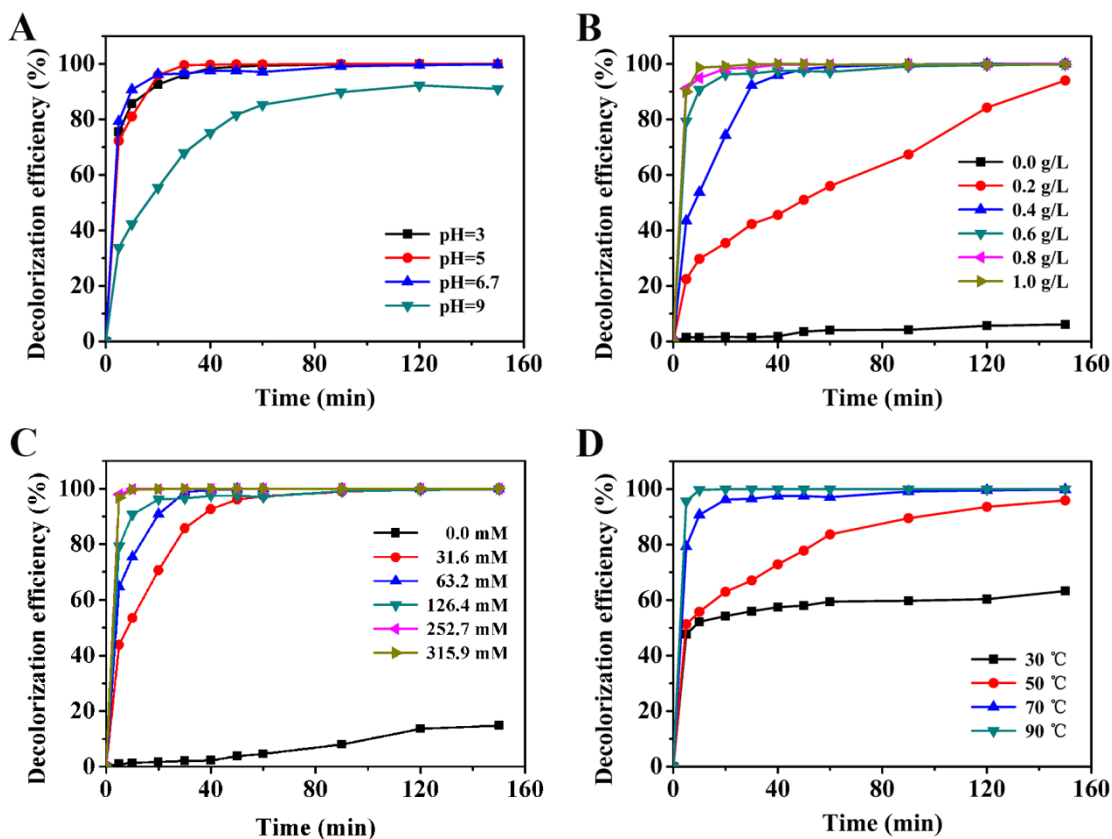 A
Decolorization efficiency (%)
100
80
60
40
20
0
pH=3
pH=5
pH=6.7
pH=9
0 40 80 120 160
Time (min)
B
Decolorization efficiency (%)
100
80
60
40
20
0
0.0 g/L
0.2 g/L
0.4 g/L
0.6 g/L
0.8 g/L
1.0 g/L
0 40 80 120 160
Time (min)
C
Decolorization efficiency (%)
100
80
60
40
20
0
0.0 mM
31.6 mM
63.2 mM
126.4 mM
252.7 mM
315.9 mM
0 40 80 120 160
Time (min)
D
Decolorization efficiency (%)
100
80
60
40
20
0
30 ℃
50 ℃
70 ℃
90 ℃
0 40 80 120 160
Time (min)